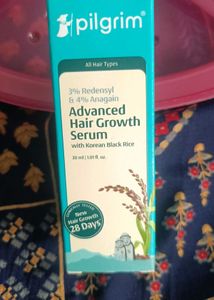 pilgrim
All Hair Types
3% Redensyl
& 4% Anagain
Advanced
Hair Growth
Serum
with Korean Black Rice
30 ml | 1.01 fl. oz.
New
Hair Growth
28 Days